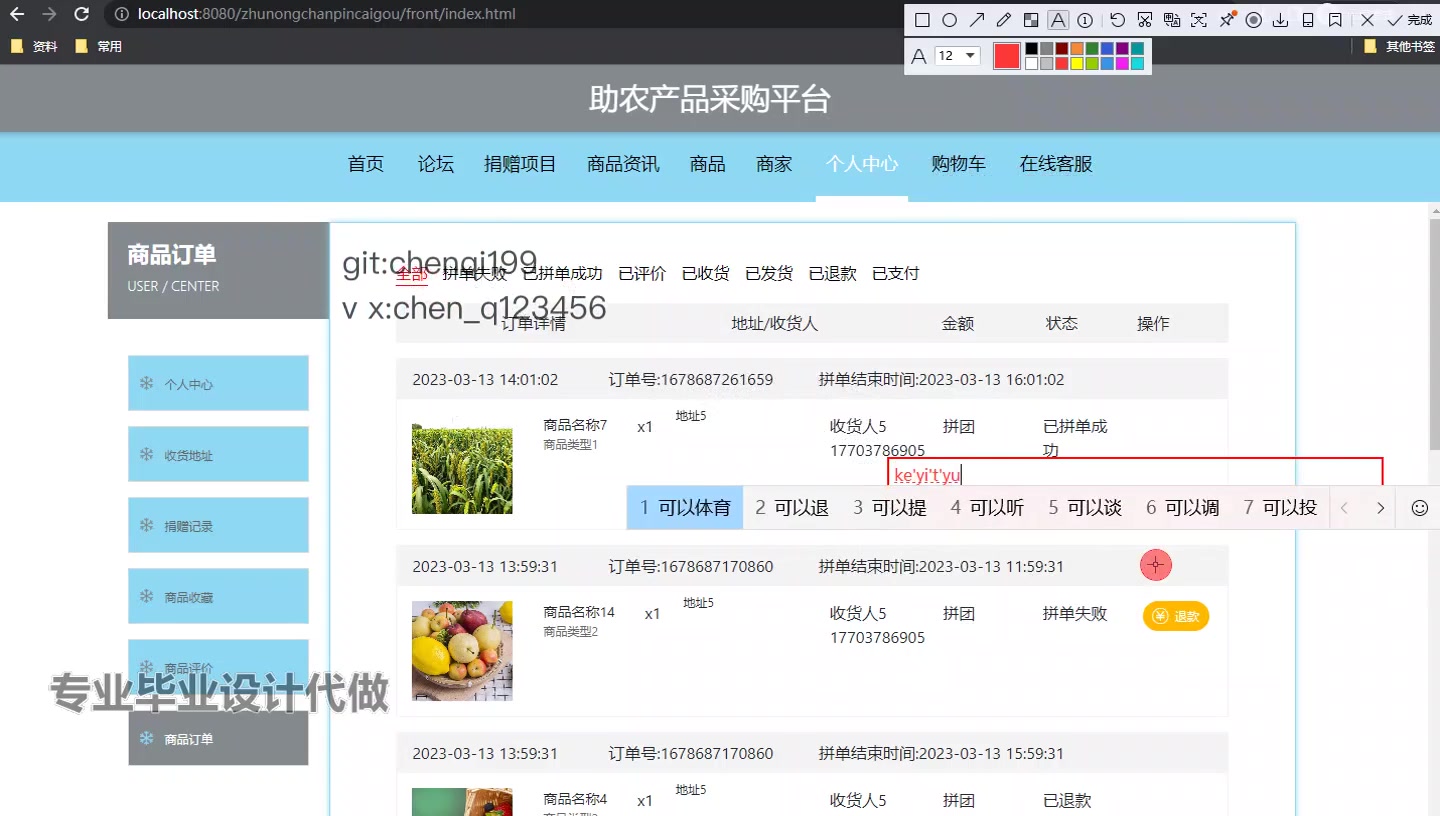 localhost:8080/zhunongchanpincaigou/front/index.html
完成
资料
常用
其他书签
A 12
助农产品采购平台
首页 论坛 捐赠项目 商品资讯 商品 商家 个人中心 购物车 在线客服
商品订单
USER / CENTER
git:chenqi199
全部 拼单失败 已拼单成功 已评价 已收货 已发货 已退款 已支付
v x:chen_q123456
订单详情 地址/收货人 金额 状态 操作
个人中心
收货地址
捐赠记录
商品收藏
商品评价
商品订单
专业毕业设计代做
2023-03-13 14:01:02 订单号:1678687261659 拼单结束时间:2023-03-13 16:01:02
商品名称7 x1 地址5 收货人5 拼团 已拼单成功
商品类型1 17703786905
ke'yi't'yu
1 可以体育 2 可以退 3 可以提 4 可以听 5 可以谈 6 可以调 7 可以投
2023-03-13 13:59:31 订单号:1678687170860 拼单结束时间:2023-03-13 11:59:31
商品名称14 x1 地址5 收货人5 拼团 拼单失败 退款
商品类型2 17703786905
2023-03-13 13:59:31 订单号:1678687170860 拼单结束时间:2023-03-13 15:59:31
商品名称4 x1 地址5 收货人5 拼团 已退款